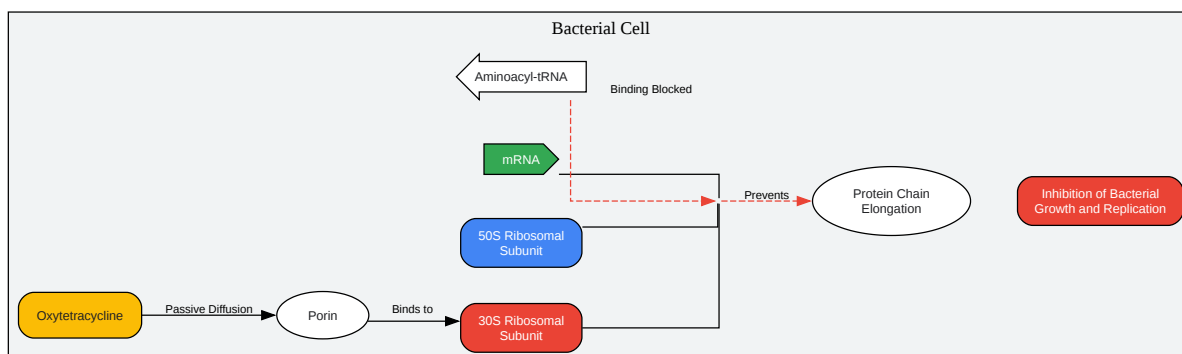 Bacterial Cell
Aminoacyl-tRNA
Binding Blocked
mRNA
Prevents
Protein Chain
Elongation
Inhibition of Bacterial
Growth and Replication
50S Ribosomal
Subunit
Oxytetracycline
Passive Diffusion
Porin
Binds to
30S Ribosomal
Subunit